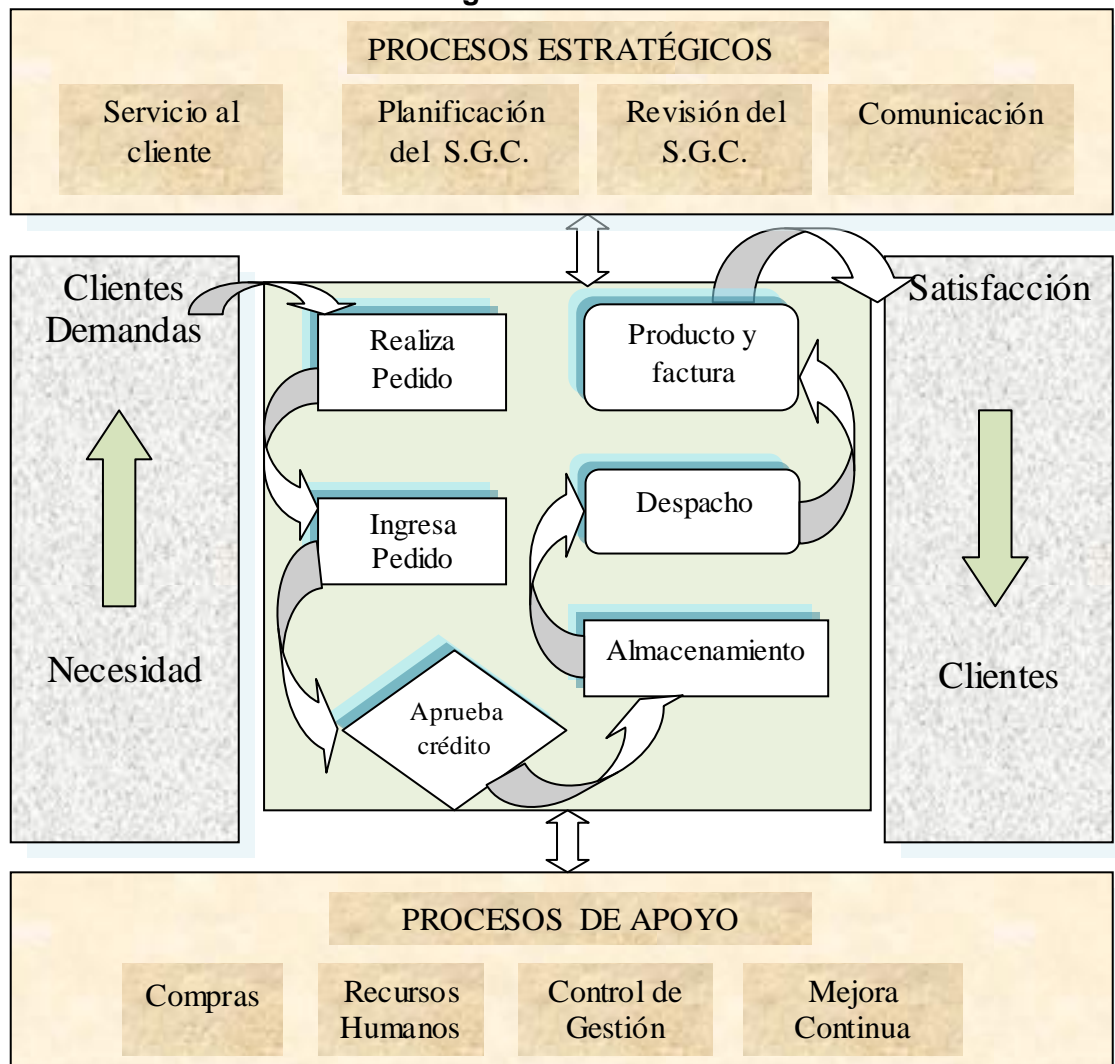 PROCESOS ESTRATÉGICOS
Servicio al
cliente
Planificación
del S.G.C.
Revisión del
S.G.C.
Comunicación
Clientes
Demandas
Necesidad
Realiza
Pedido
Ingresa
Pedido
Aprueba
crédito
Almacenamiento
Despacho
Producto y
factura
Satisfacción
Clientes
PROCESOS DE APOYO
Compras
Recursos
Humanos
Control de
Gestión
Mejora
Continua